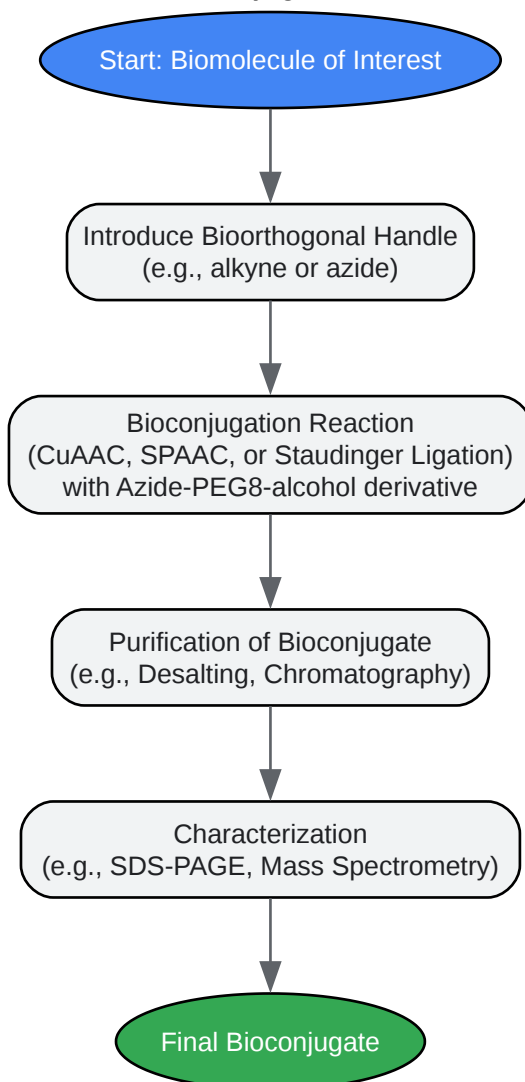 Start: Biomolecule of Interest
Introduce Bioorthogonal Handle
(e.g., alkyne or azide)
Bioconjugation Reaction
(CuAAC, SPAAC, or Staudinger Ligation)
with Azide-PEG8-alcohol derivative
Purification of Bioconjugate
(e.g., Desalting, Chromatography)
Characterization
(e.g., SDS-PAGE, Mass Spectrometry)
Final Bioconjugate